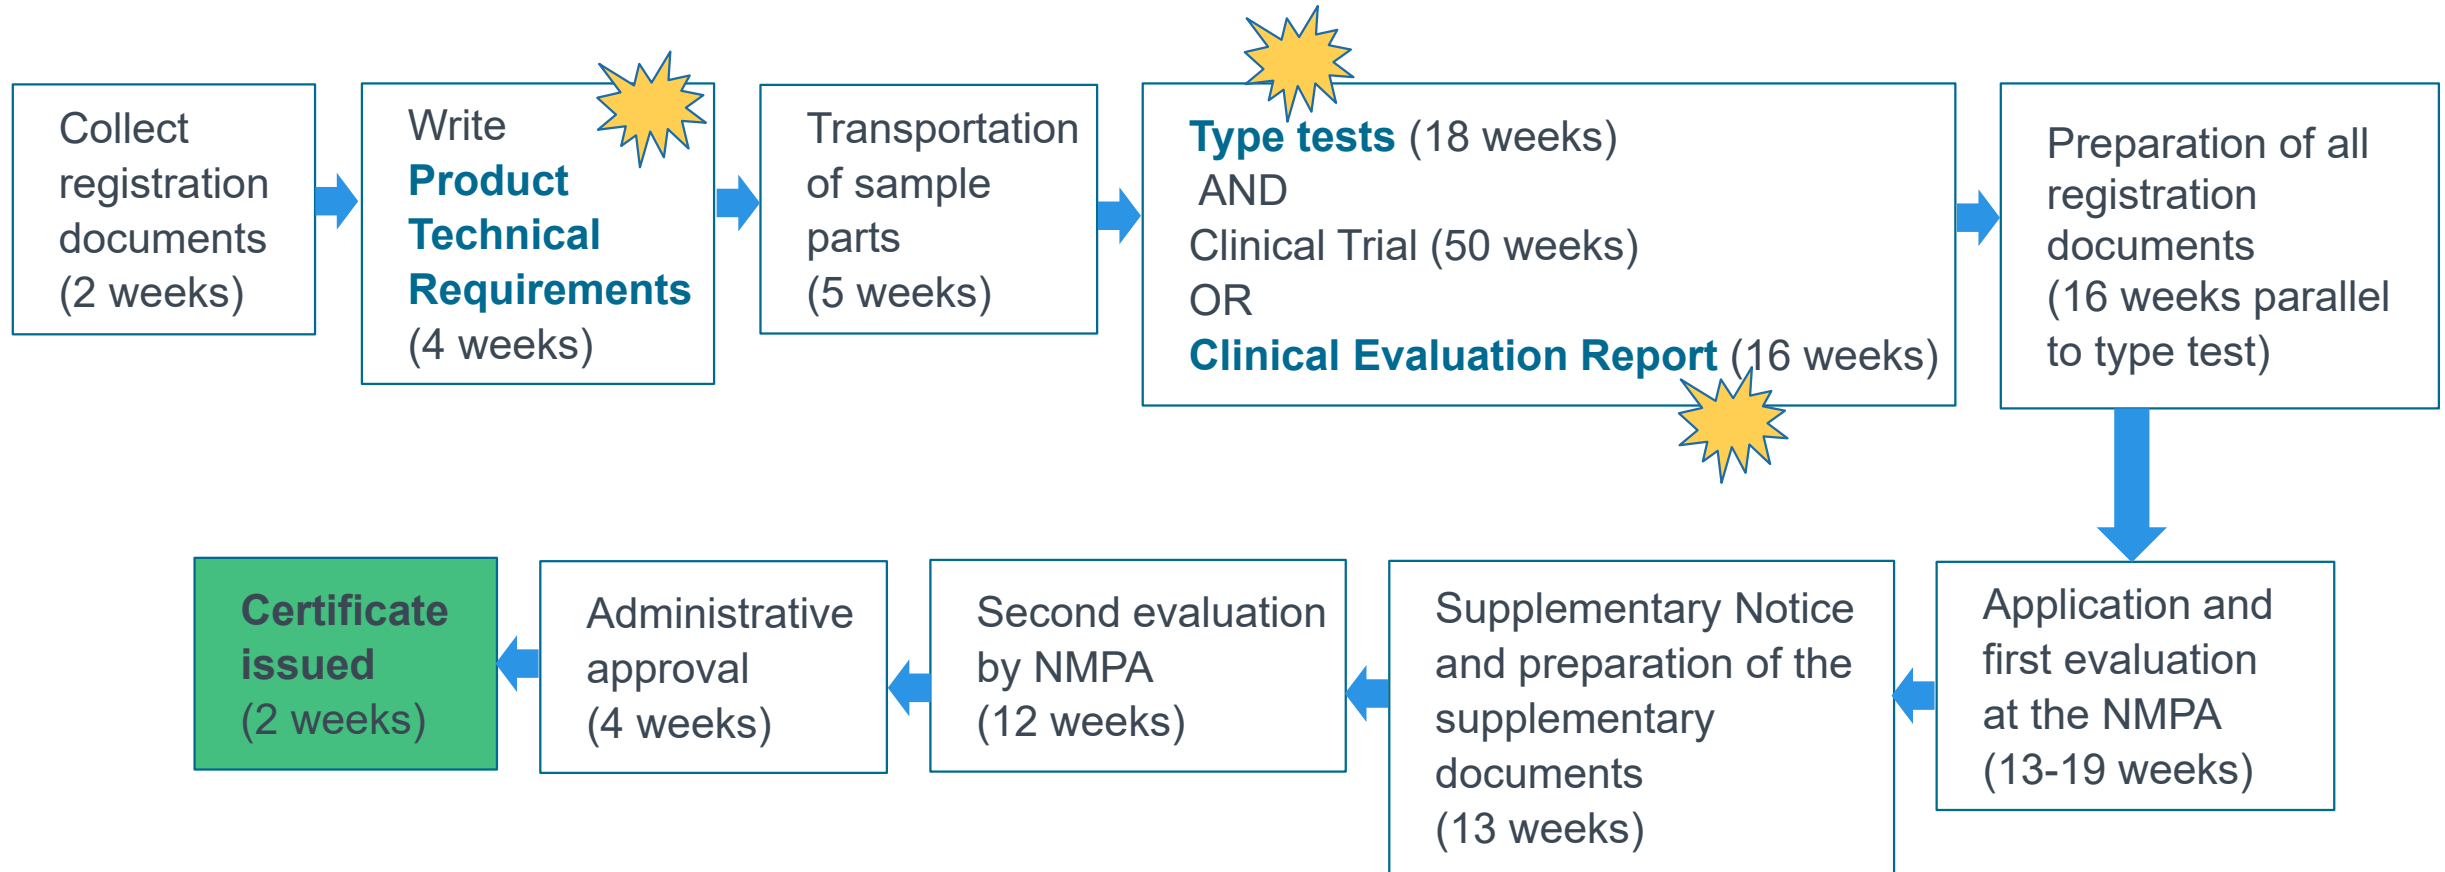 Collect
registration
documents
(2 weeks)
Write
Product
Technical
Requirements
(4 weeks)
Transportation
of sample
parts
(5 weeks)
Type tests (18 weeks)
AND
Clinical Trial (50 weeks)
OR
Clinical Evaluation Report (16 weeks)
Preparation of all
registration
documents
(16 weeks parallel
to type test)
Application and
first evaluation
at the NMPA
(13-19 weeks)
Supplementary Notice
and preparation of the
supplementary
documents
(13 weeks)
Second evaluation
by NMPA
(12 weeks)
Administrative
approval
(4 weeks)
Certificate
issued
(2 weeks)